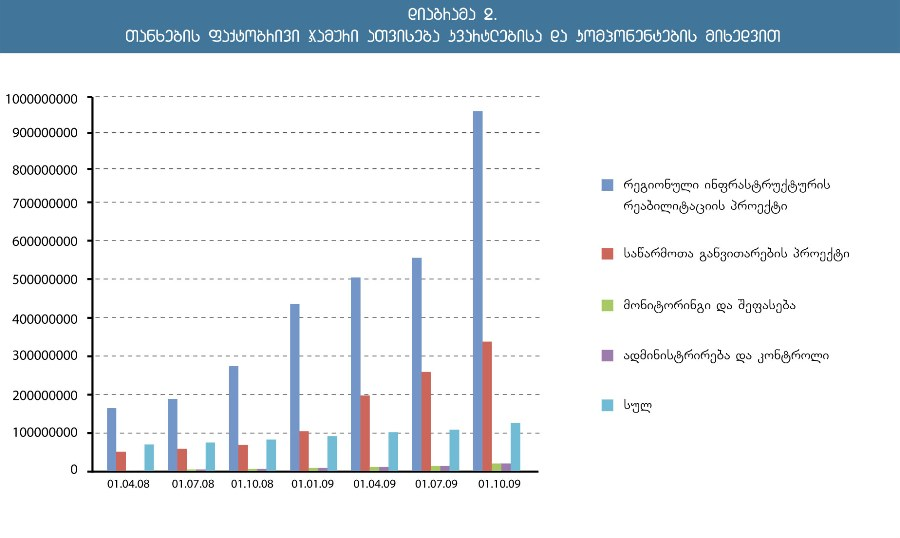 დიაგრამა 2.
თანხების ფაქტობრივი ჯამური ათვისება კვარტლებისა და კომპონენტების მიხედვით
1000000000
900000000
800000000
700000000
600000000
500000000
400000000
300000000
200000000
100000000
0
01.04.08 01.07.08 01.10.08 01.01.09 01.04.09 01.07.09 01.10.09
რეგიონული ინფრასტრუქტურის
რეაბილიტაციის პროექტი
საწარმოთა განვითარების პროექტი
მონიტორინგი და შეფასება
ადმინისტრირება და კონტროლი
სულ